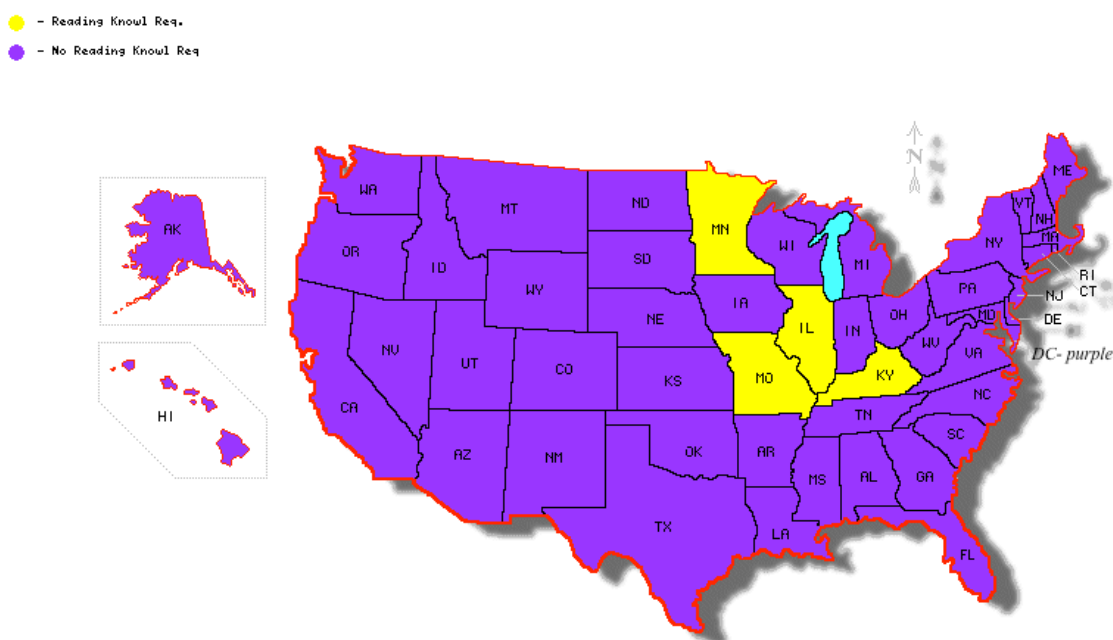 - Reading Knowl Req.
- No Reading Knowl Req
N
N
ME
WA
VT
MT
ND
NH
AK
MN
MA
NY
WI
OR
SD
MI
ID
RI
PA
CT
WY
NJ
IA
MD
OH
DE
NE
IL
IN
WV
NV
VA
DC- purple
UT
CO
KY
MO
KS
NC
CA
HI
TN
SC
OK
AR
AZ
NM
GA
AL
MS
TX
LA
FL